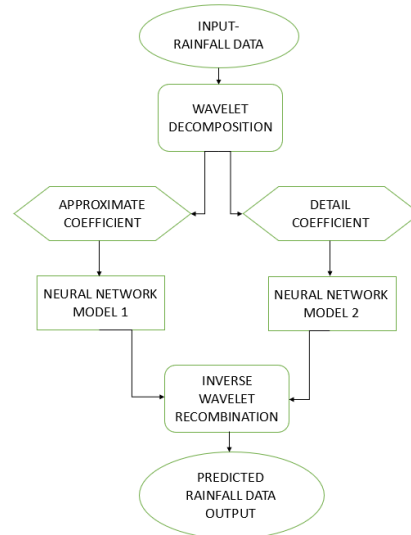 INPUT-
RAINFALL DATA
WAVELET
DECOMPOSITION
APPROXIMATE
COEFFICIENT
DETAIL
COEFFICIENT
NEURAL NETWORK
MODEL 1
NEURAL NETWORK
MODEL 2
INVERSE
WAVELET
RECOMBINATION
PREDICTED
RAINFALL DATA
OUTPUT